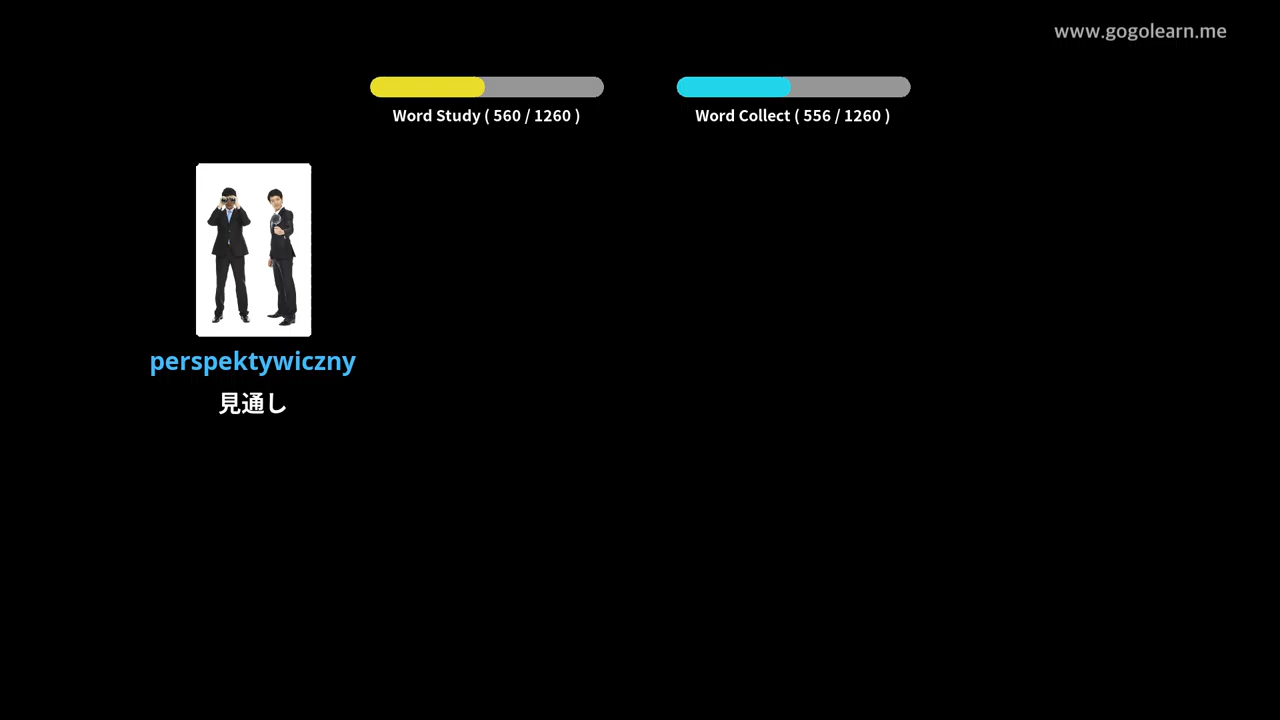 www.gogolearn.me
Word Study ( 560 / 1260 )
Word Collect ( 556 / 1260 )
perspektywiczny
見通し